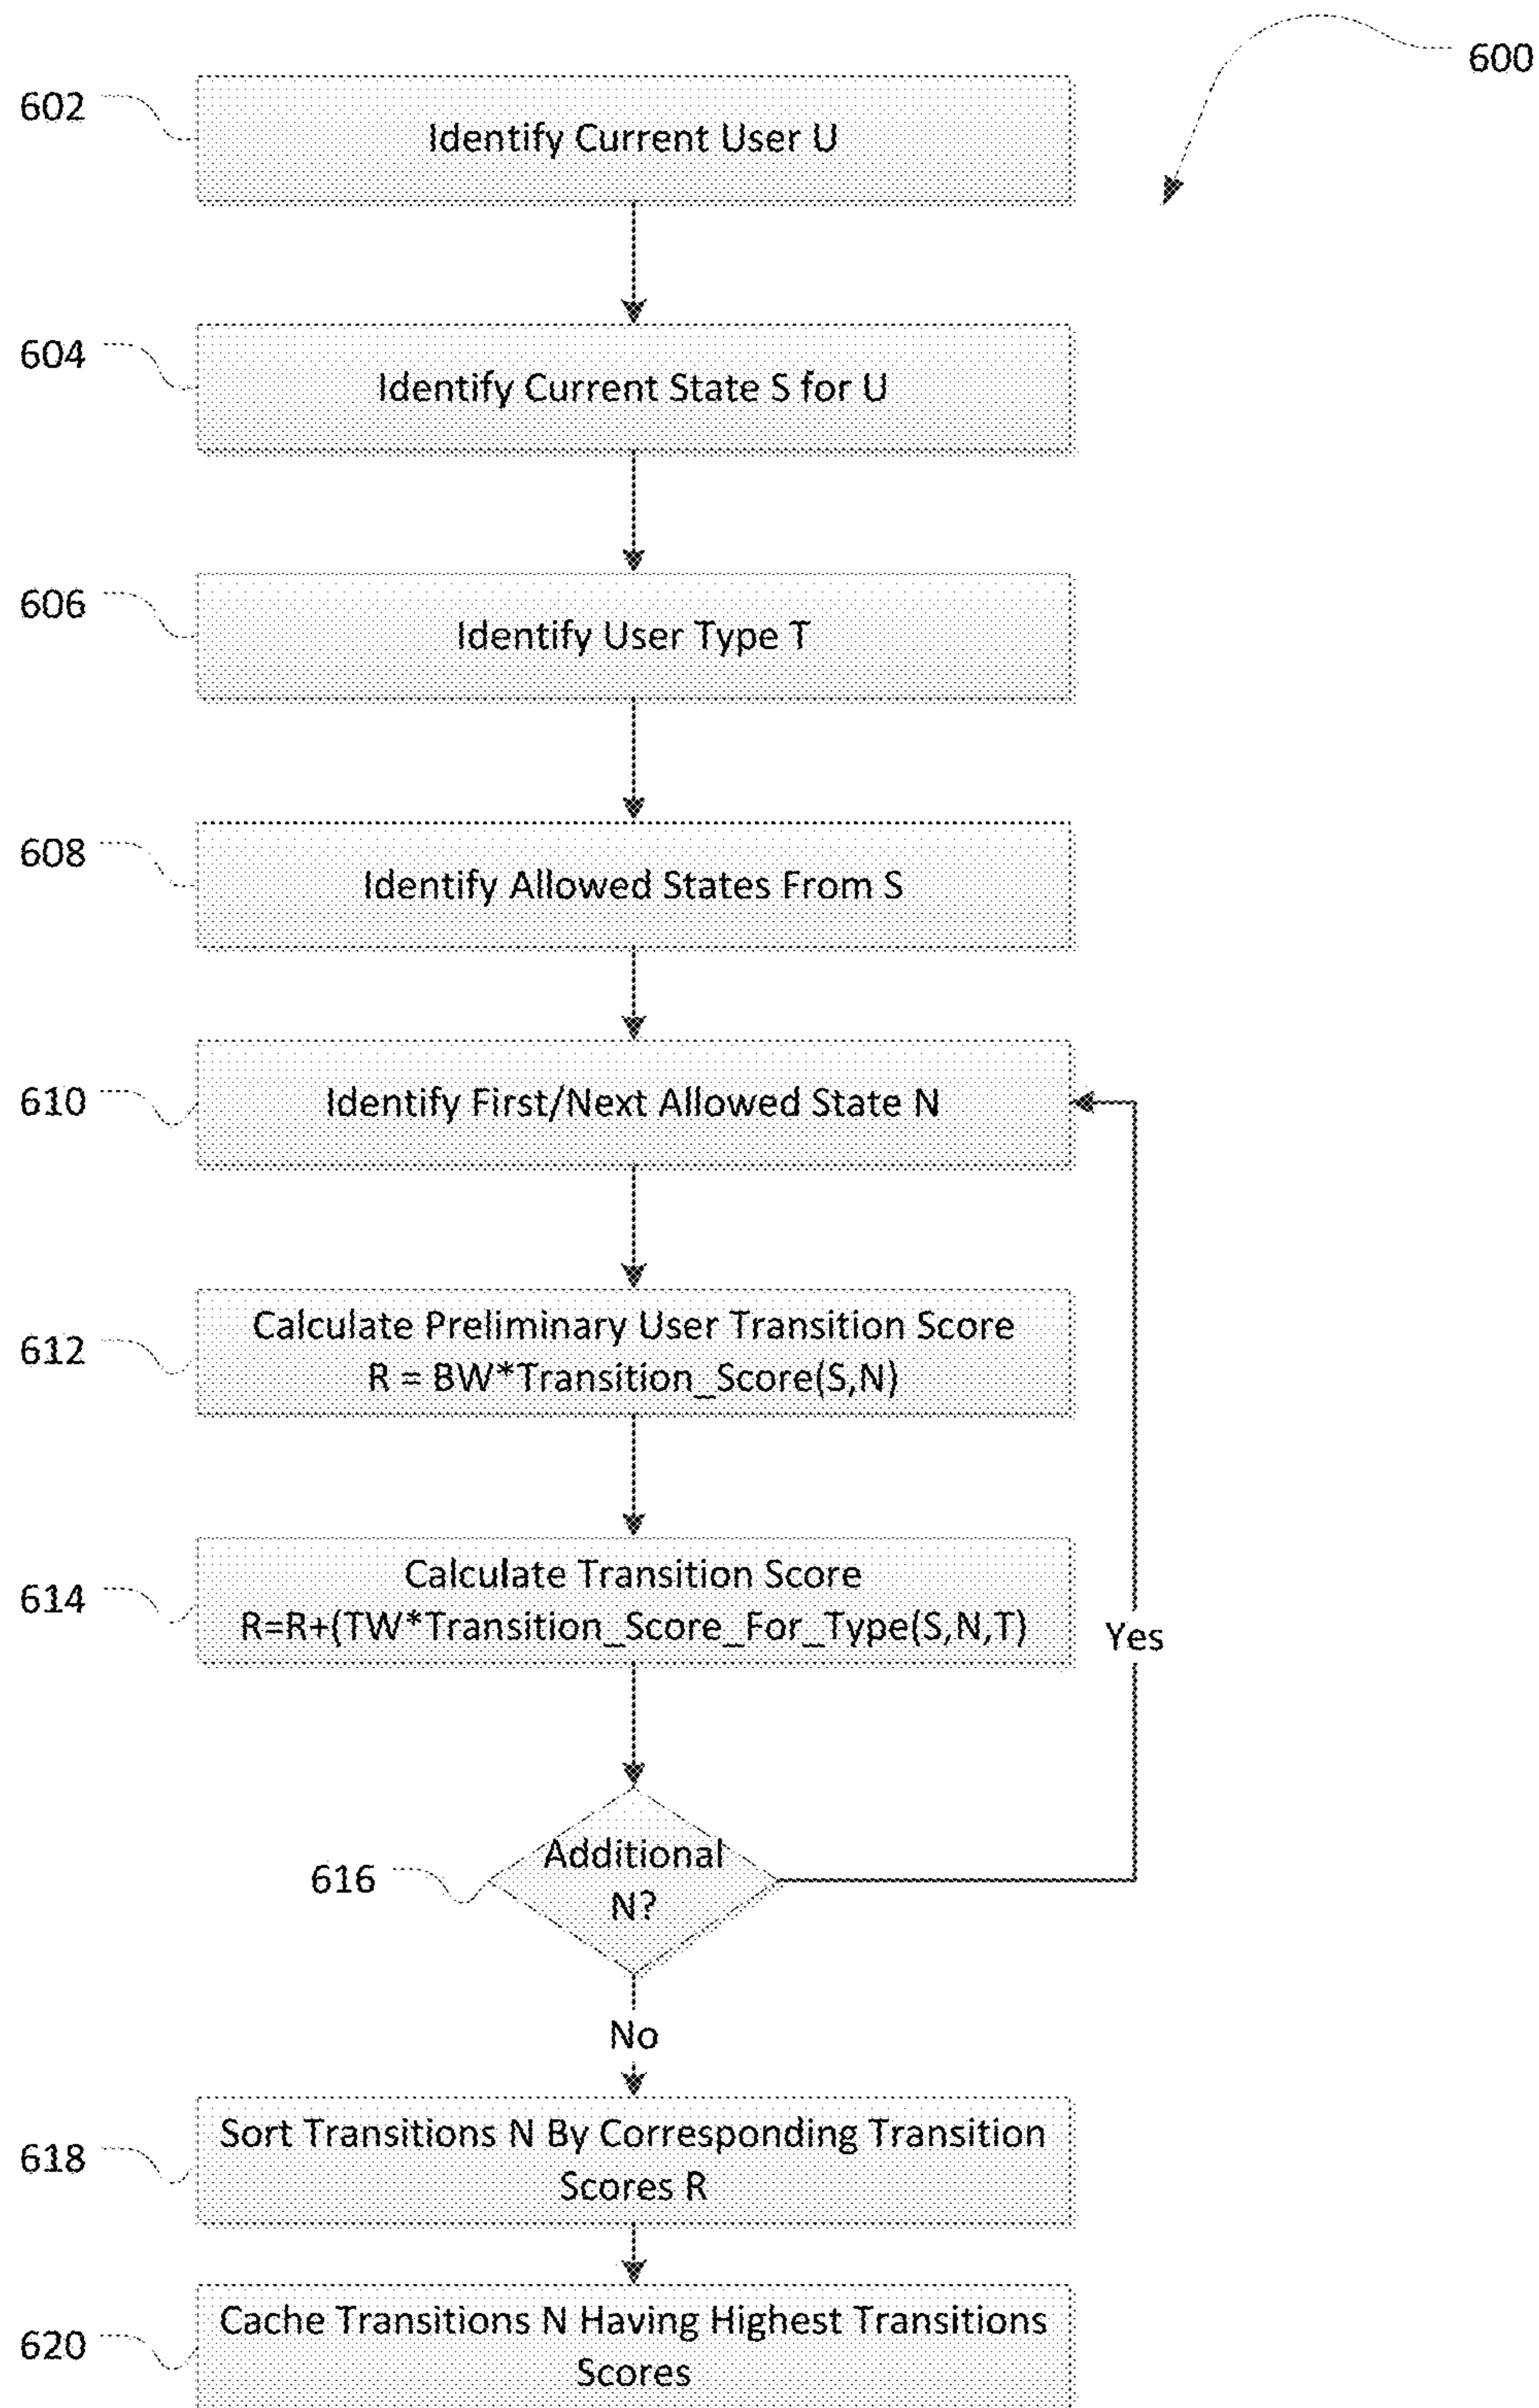 600
602
Identify Current User U
604
Identify Current State S for U
606
Identify User Type T
608
Identify Allowed States From S
610
Identify First/Next Allowed State N
612
Calculate Preliminary User Transition Score
R = BW*Transition_Score(S,N)
614
Calculate Transition Score
R=R+(TW*Transition_Score_For_Type(S,N,T)
Yes
616
Additional
N?
No
618
Sort Transitions N By Corresponding Transition
Scores R
620
Cache Transitions N Having Highest Transitions
Scores